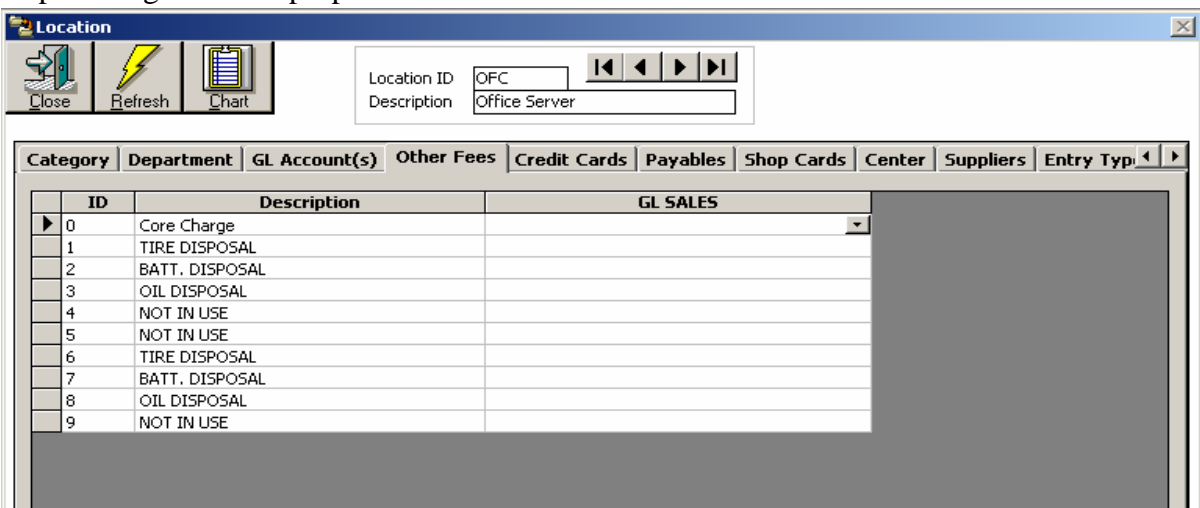 Location
Close Refresh Chart
Location ID OFC
Description Office Server
Category Department GL Account(s) Other Fees Credit Cards Payables Shop Cards Center Suppliers Entry Typ
ID Description GL SALES
0 Core Charge
1 TIRE DISPOSAL
2 BATT. DISPOSAL
3 OIL DISPOSAL
4 NOT IN USE
5 NOT IN USE
6 TIRE DISPOSAL
7 BATT. DISPOSAL
8 OIL DISPOSAL
9 NOT IN USE